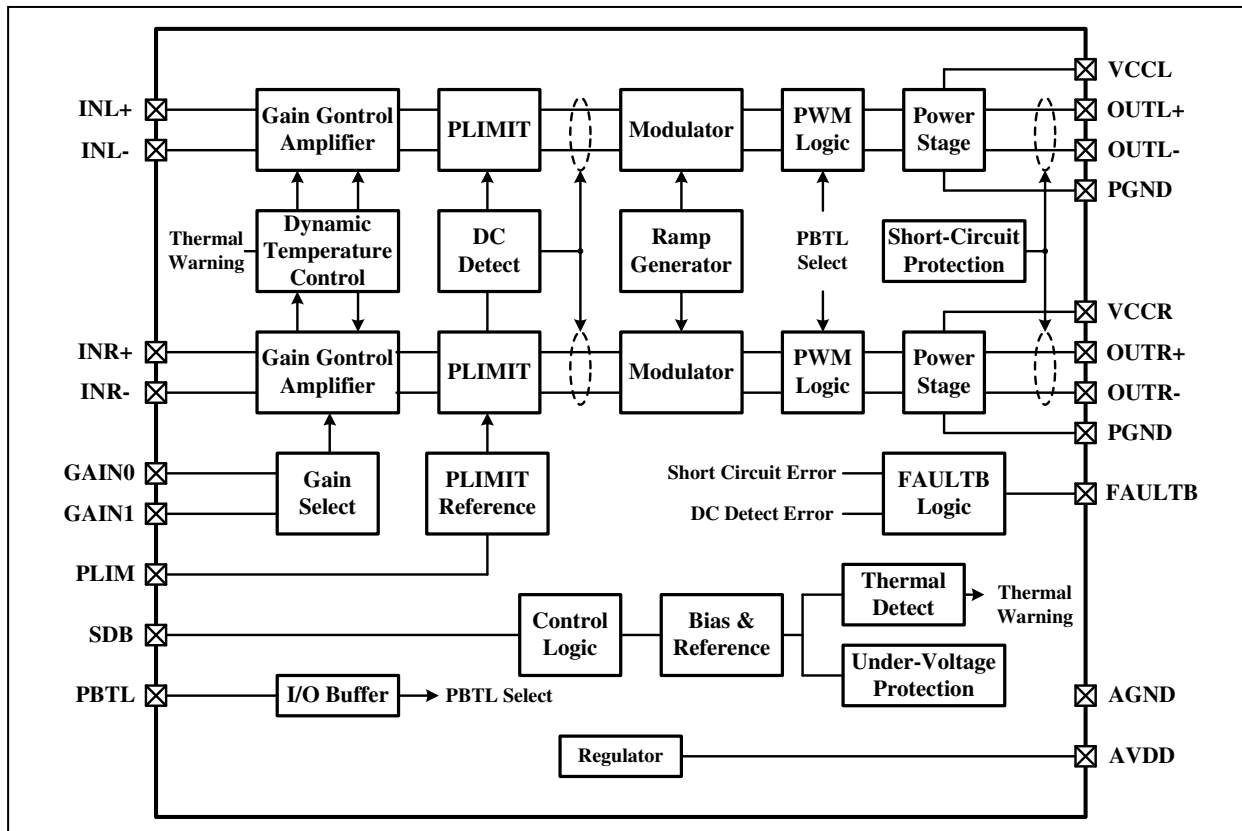 VCCL
INL+
Gain Gontrol
Amplifier
PLIMIT
Modulator
PWM
Logic
Power
Stage
OUTL+
INL-
OUTL-
PGND
Thermal
Warning
Dynamic
Temperature
Control
DC
Detect
Ramp
Generator
PBTL
Select
Short-Circuit
Protection
VCCR
INR+
Gain Gontrol
Amplifier
PLIMIT
Modulator
PWM
Logic
Power
Stage
OUTR+
INR-
OUTR-
PGND
GAIN0
GAIN1
Gain
Select
PLIMIT
Reference
Short Circuit Error
DC Detect Error
FAULTB
Logic
FAULTB
PLIM
SDB
Control
Logic
Bias &
Reference
Thermal
Detect
Thermal
Warning
Under-Voltage
Protection
PBTL
I/O Buffer
PBTL Select
AGND
Regulator
AVDD